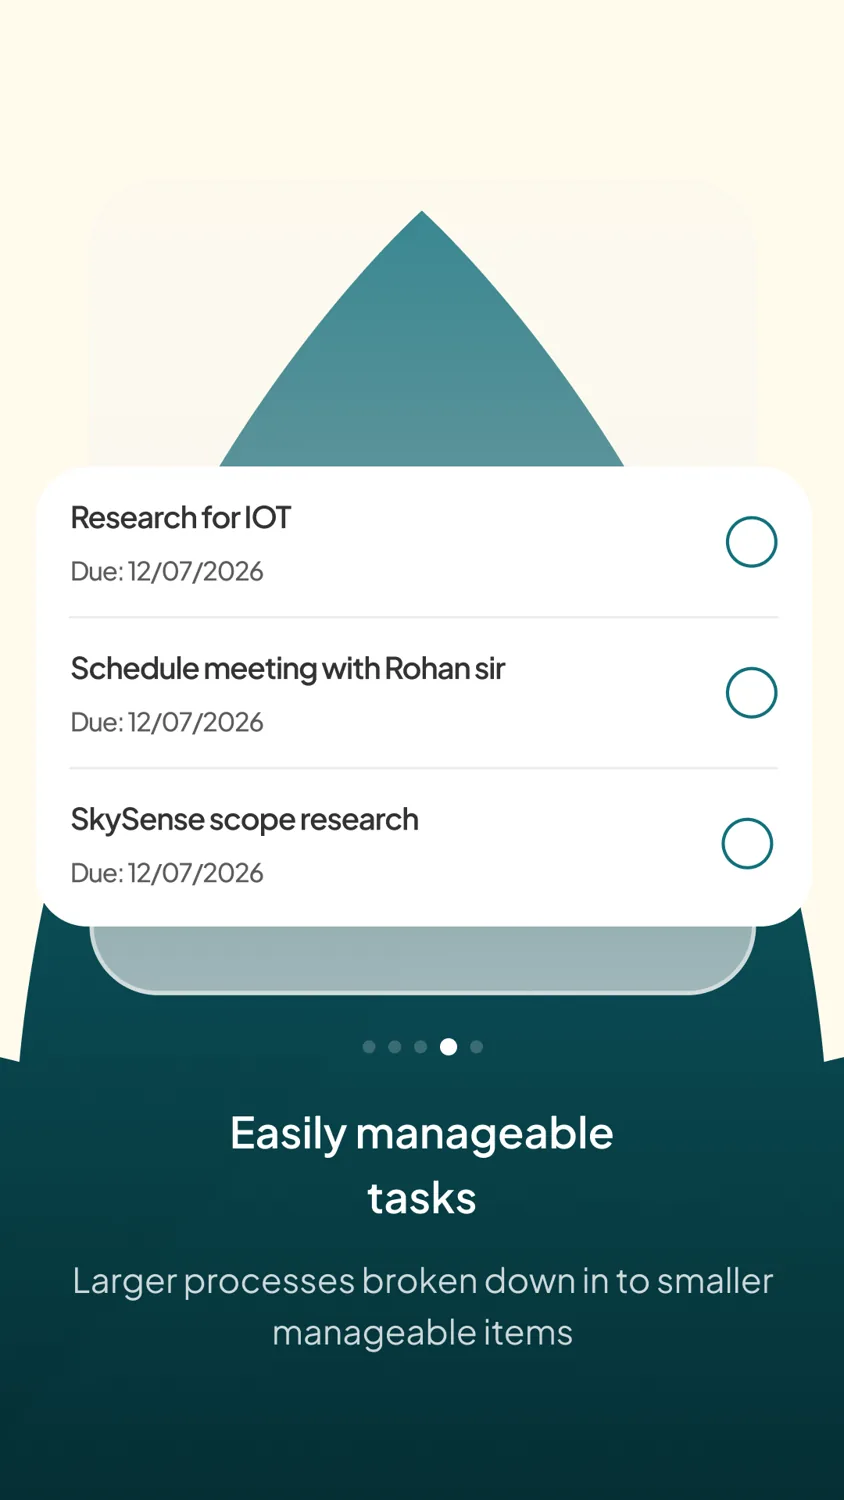 Research for IOT
Due: 12/07/2026
Schedule meeting with Rohan sir
Due: 12/07/2026
SkySense scope research
Due: 12/07/2026
Easily manageable
tasks
Larger processes broken down in to smaller
manageable items